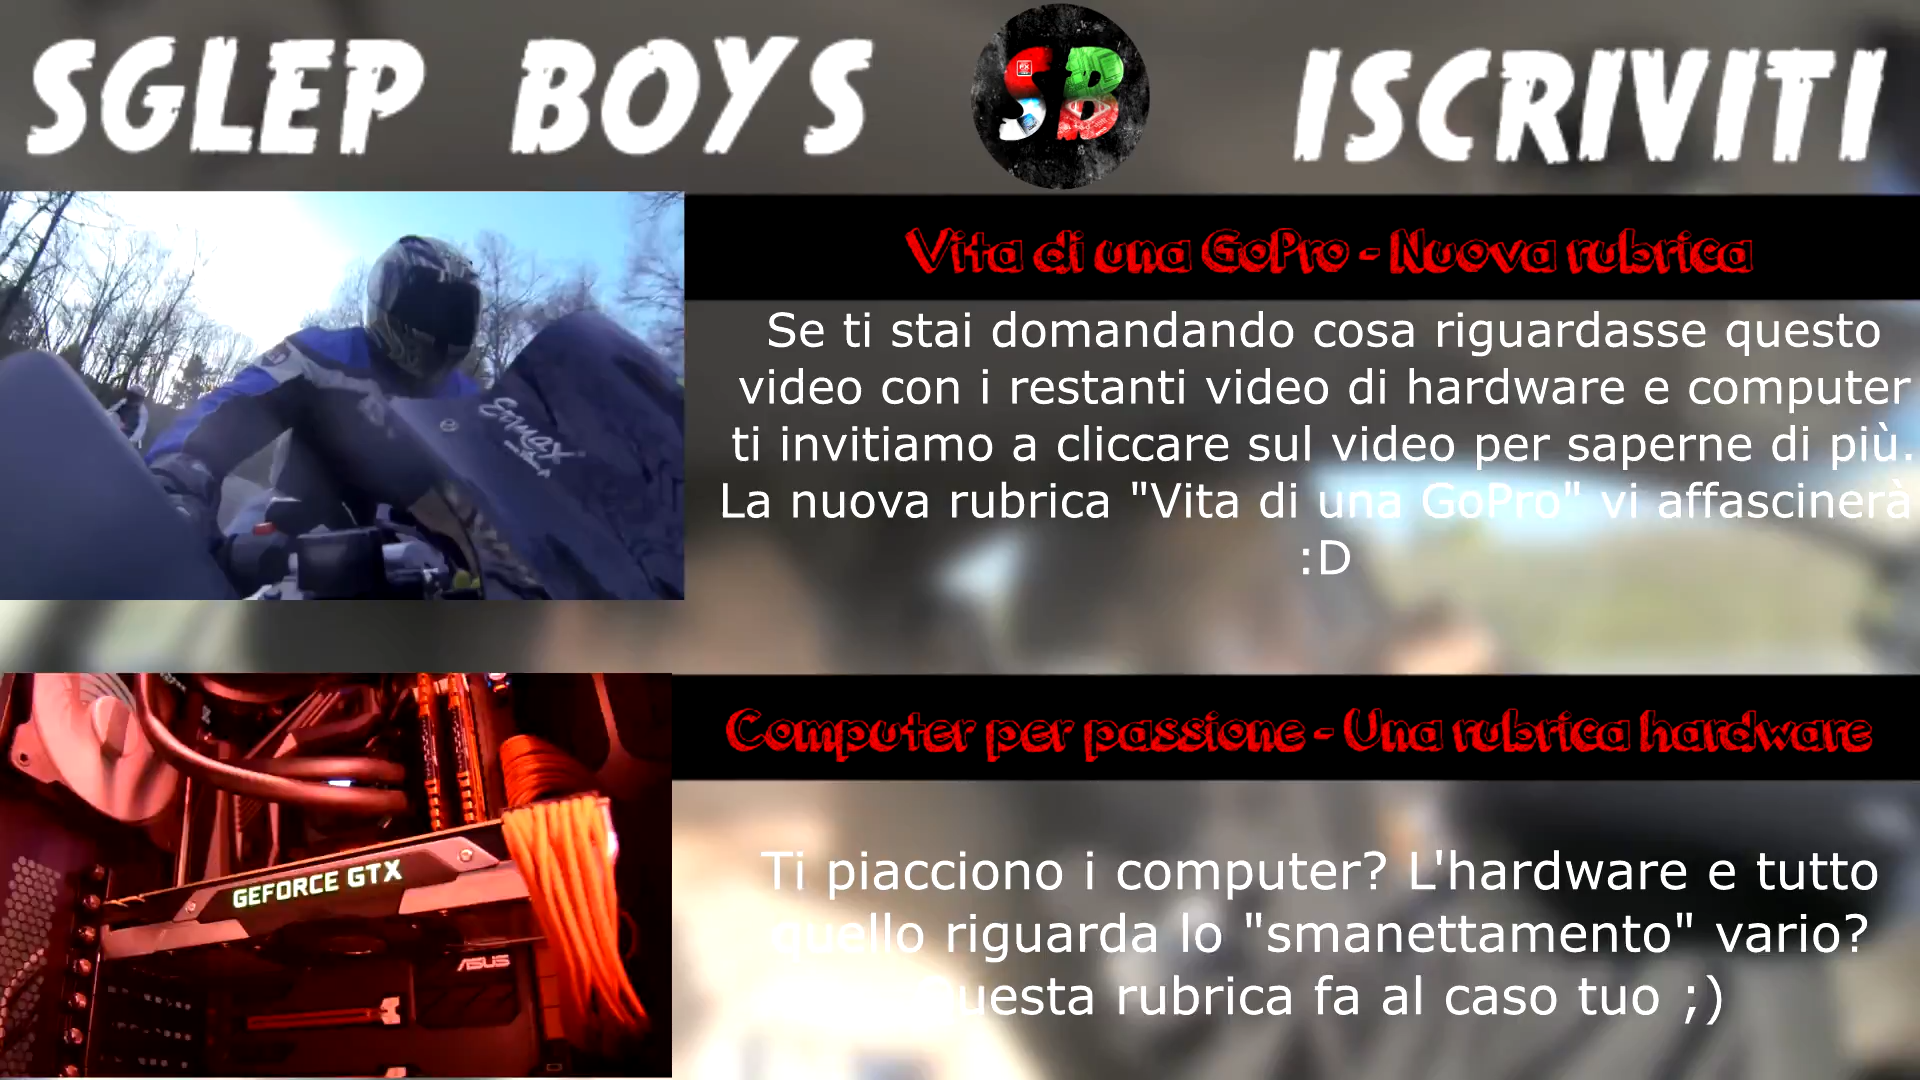 SGLEP BOYS
SB
ISCRIVITI
Vita di una GoPro - Nuova rubrica
Se ti stai domandando cosa riguardasse questo
video con i restanti video di hardware e computer
ti invitiamo a cliccare sul video per saperne di più.
La nuova rubrica "Vita di una GoPro" vi affascinerà
:D
Ermax
Computer per passione - Una rubrica hardware
Ti piacciono i computer? L'hardware e tutto
quello riguarda lo "smanettamento" vario?
Questa rubrica fa al caso tuo ;)
GEFORCE GTX
ASUS